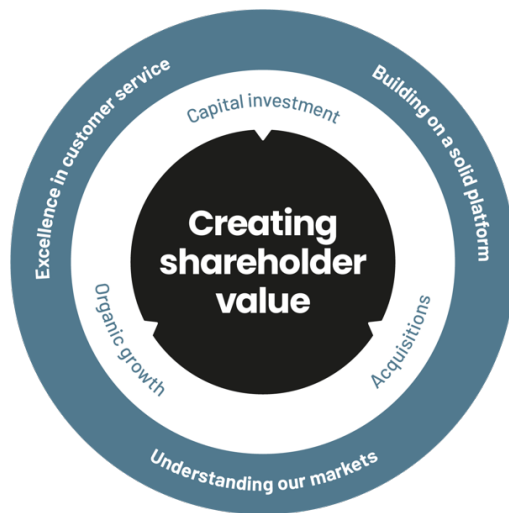 Excellence in customer service
Building on a solid platform
Capital investment
Creating
shareholder
value
Organic growth
Acquisitions
Understanding our markets